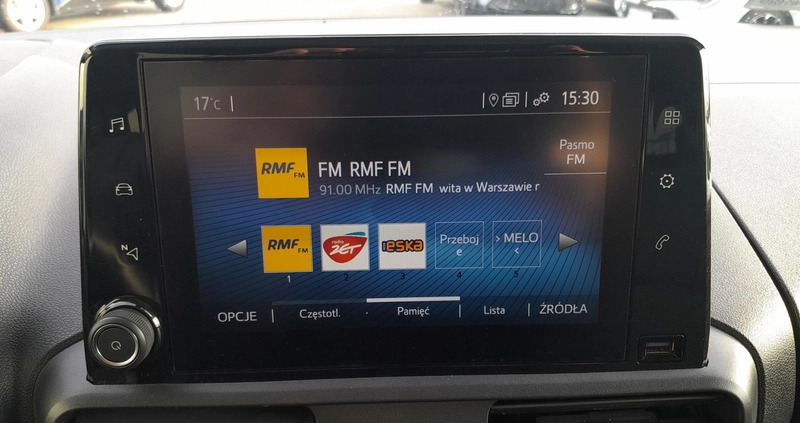 17°C 15:30
Pasmo
FM
RMF FM
FM RMF FM
91.00 MHz RMF FM wita w Warszawie r
RMF FM
radio ZET
ESKA
Przeboj
e
› MELO
‹
1 2 3 4 5
OPCJE Częstotl. Pamięć Lista ŹRÓDŁA
N